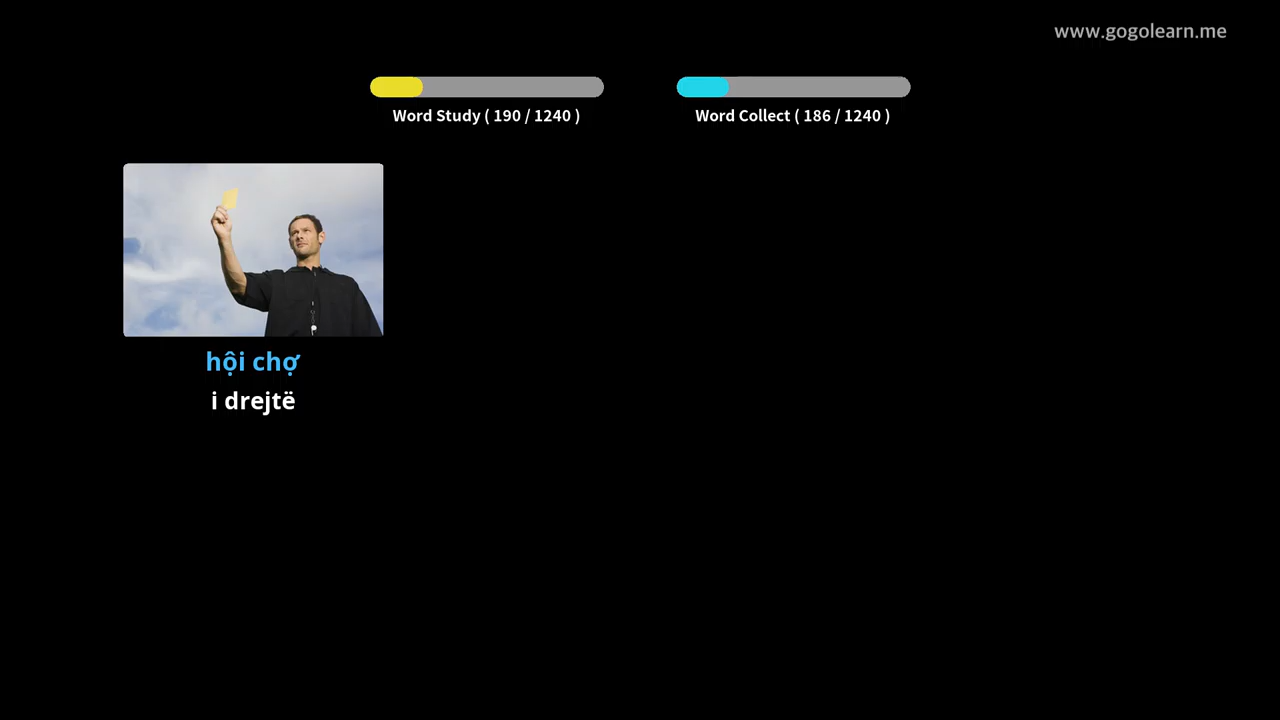 www.gogolearn.me
Word Study ( 190 / 1240 )
Word Collect ( 186 / 1240 )
hội chợ
i drejtë